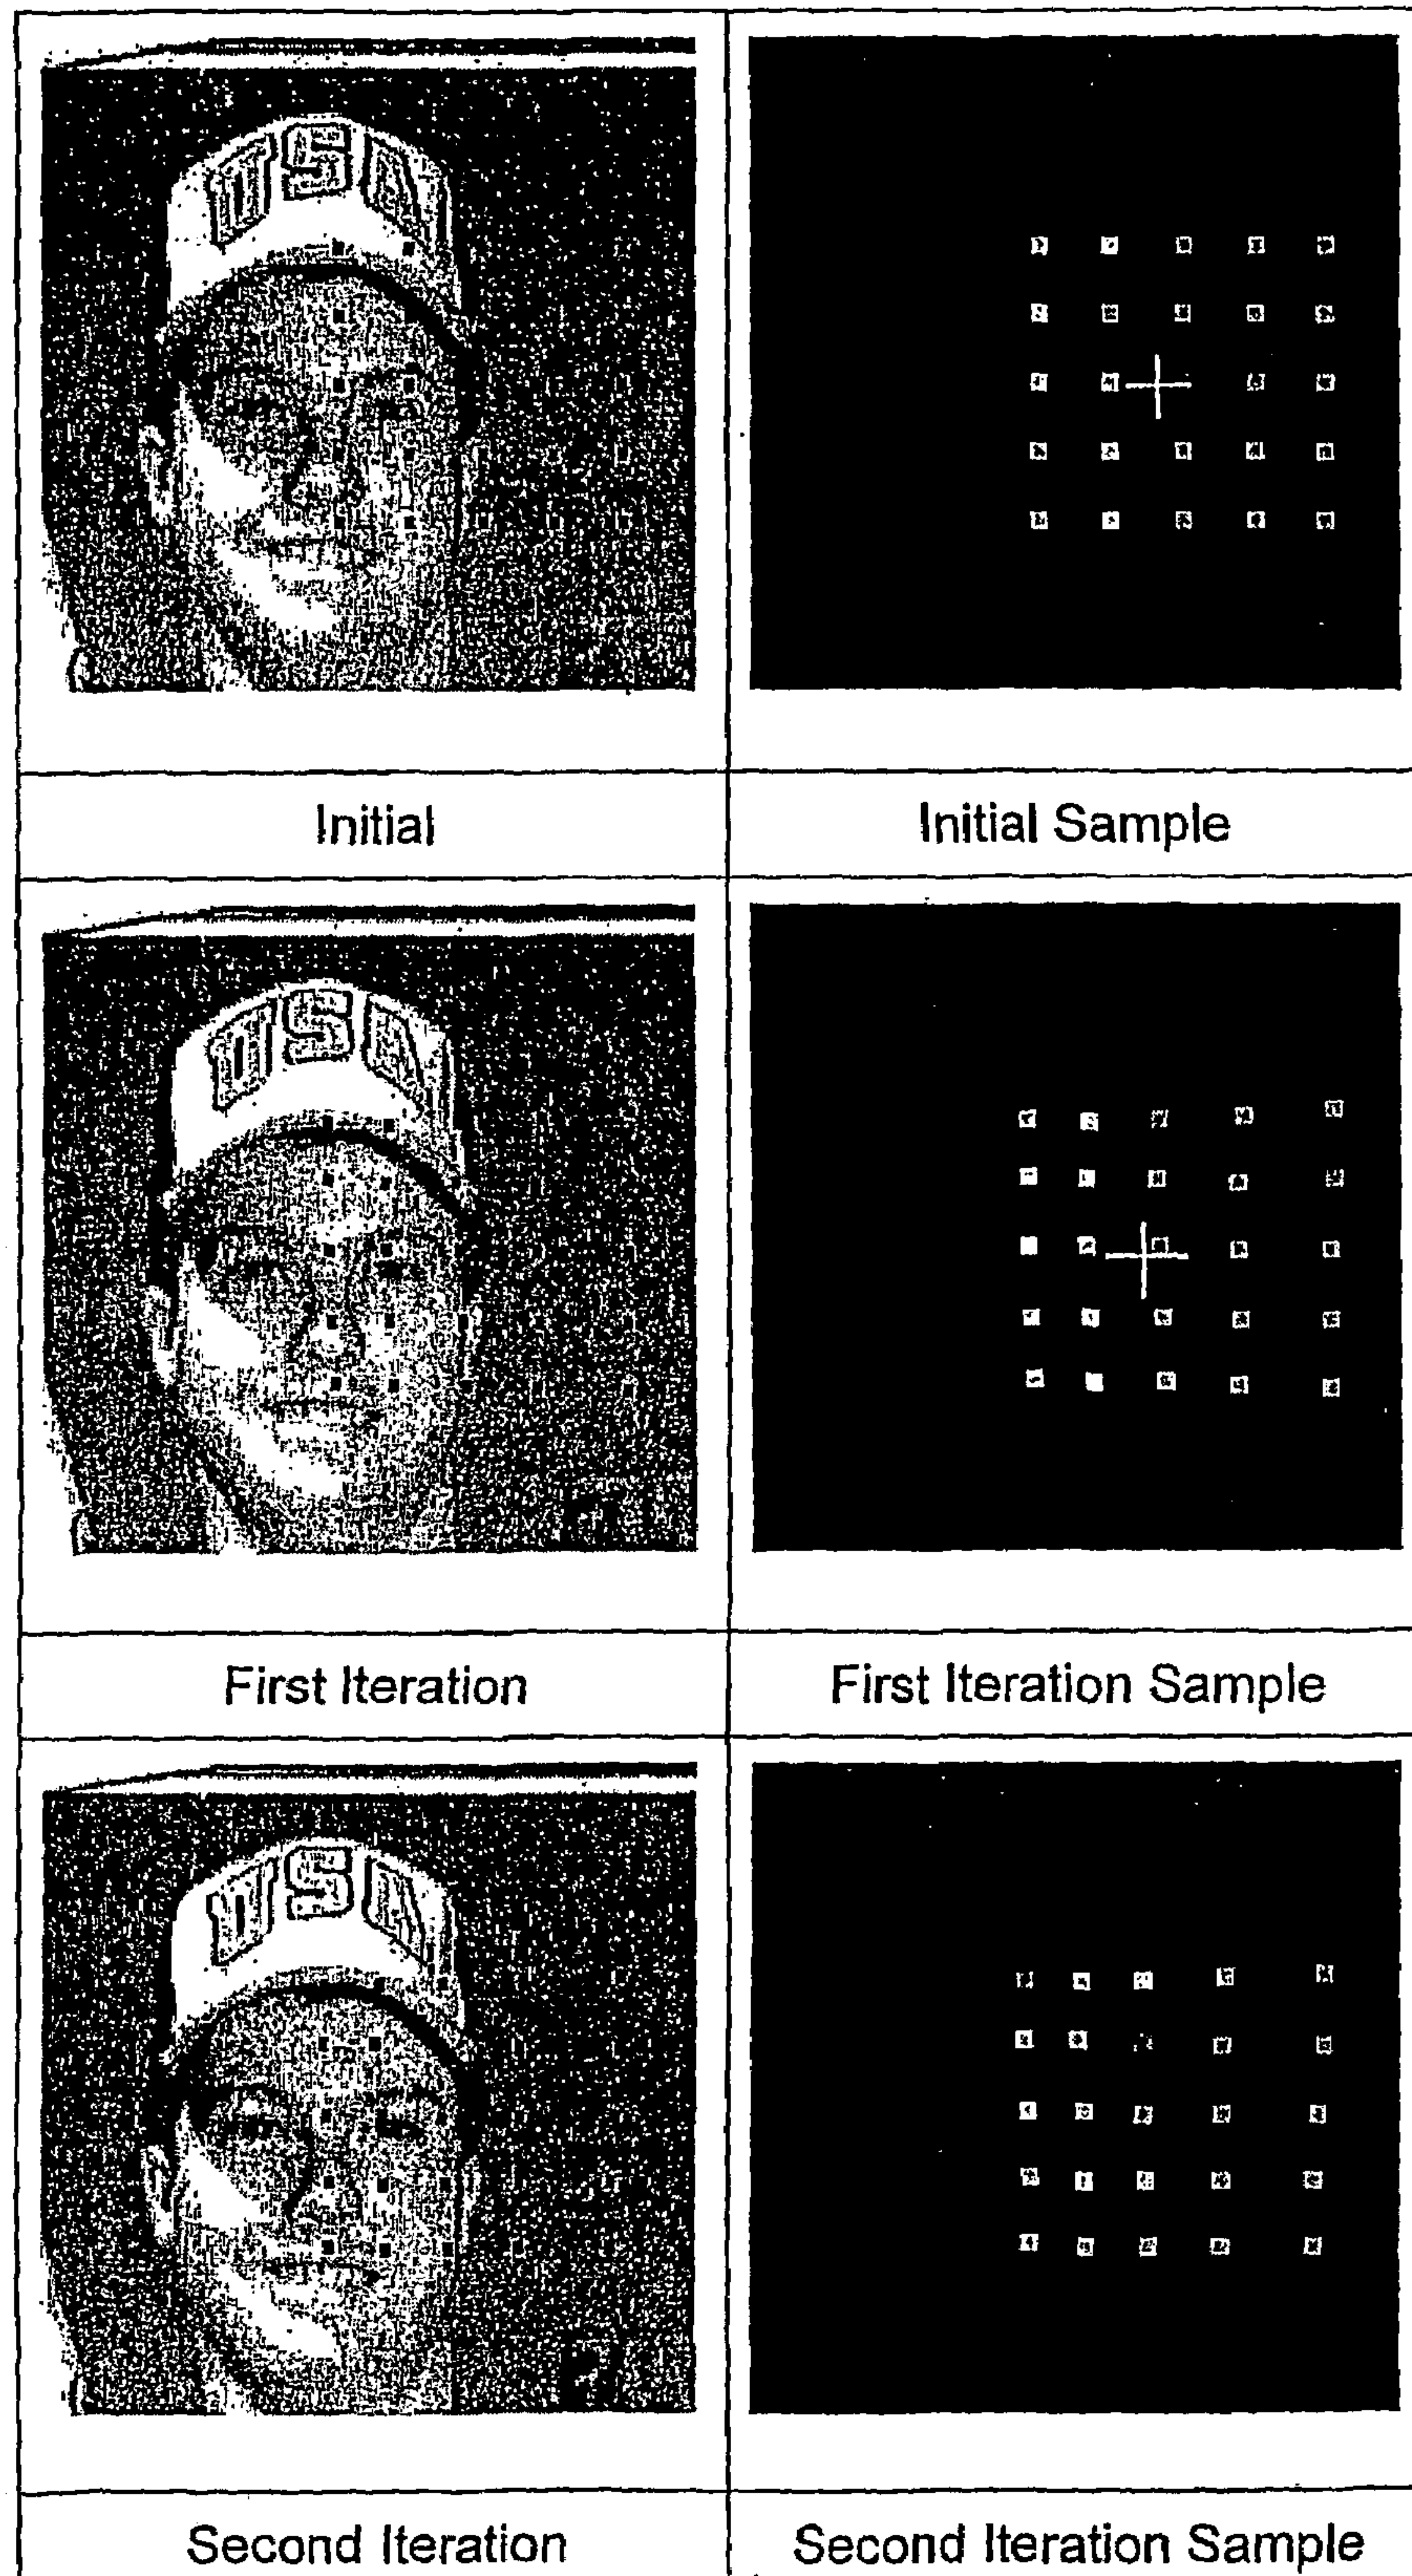 USA
Initial
Initial Sample
USA
First Iteration
First Iteration Sample
USA
Second Iteration
Second Iteration Sample